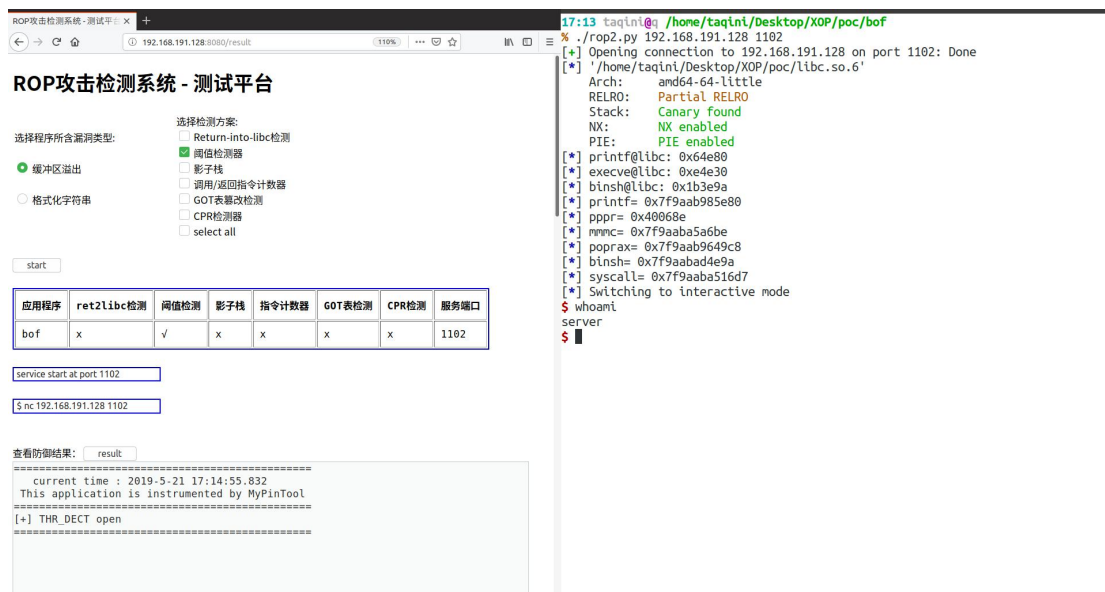 ROP攻击检测系统 - 测试平台
192.168.191.128:8080/result
110%
ROP攻击检测系统 - 测试平台
选择程序所含漏洞类型:
缓冲区溢出
格式化字符串
选择检测方案:
Return-into-libc检测
阈值检测器
影子栈
调用/返回指令计数器
GOT表篡改检测
CPR检测器
select all
start
应用程序 ret2libc检测 阈值检测 影子栈 指令计数器 GOT表检测 CPR检测 服务端口
bof x √ x x x x 1102
service start at port 1102
$ nc 192.168.191.128 1102
查看防御结果: result
===============================================
current time : 2019-5-21 17:14:55.832
This application is instrumented by MyPinTool
===============================================
[+] THR_DECT open
===============================================
17:13 taqini@q /home/taqini/Desktop/XOP/poc/bof
% ./rop2.py 192.168.191.128 1102
[+] Opening connection to 192.168.191.128 on port 1102: Done
[*] '/home/taqini/Desktop/XOP/poc/libc.so.6'
Arch: amd64-64-little
RELRO: Partial RELRO
Stack: Canary found
NX: NX enabled
PIE: PIE enabled
[*] printf@libc: 0x64e80
[*] execve@libc: 0xe4e30
[*] binsh@libc: 0x1b3e9a
[*] printf= 0x7f9aab985e80
[*] pppr= 0x40068e
[*] mmmc= 0x7f9aaba5a6be
[*] poprax= 0x7f9aab9649c8
[*] binsh= 0x7f9aabad4e9a
[*] syscall= 0x7f9aaba516d7
[*] Switching to interactive mode
$ whoami
server
$